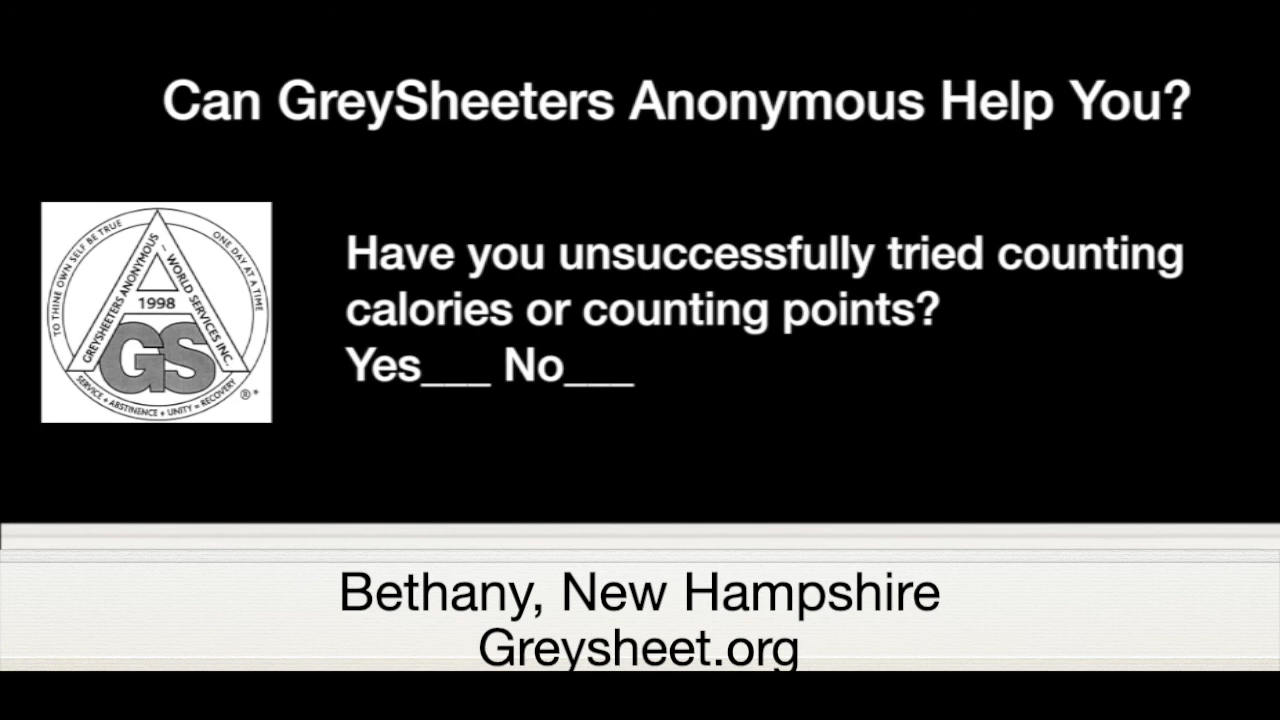 Can GreySheeters Anonymous Help You?
TO THINE OWN SELF BE TRUE
ONE DAY AT A TIME
GREYSHEETERS ANONYMOUS – WORLD SERVICES INC.
1998
GS
SERVICE + ABSTINENCE + UNITY = RECOVERY
®*
Have you unsuccessfully tried counting
calories or counting points?
Yes___ No___
Bethany, New Hampshire
Greysheet.org